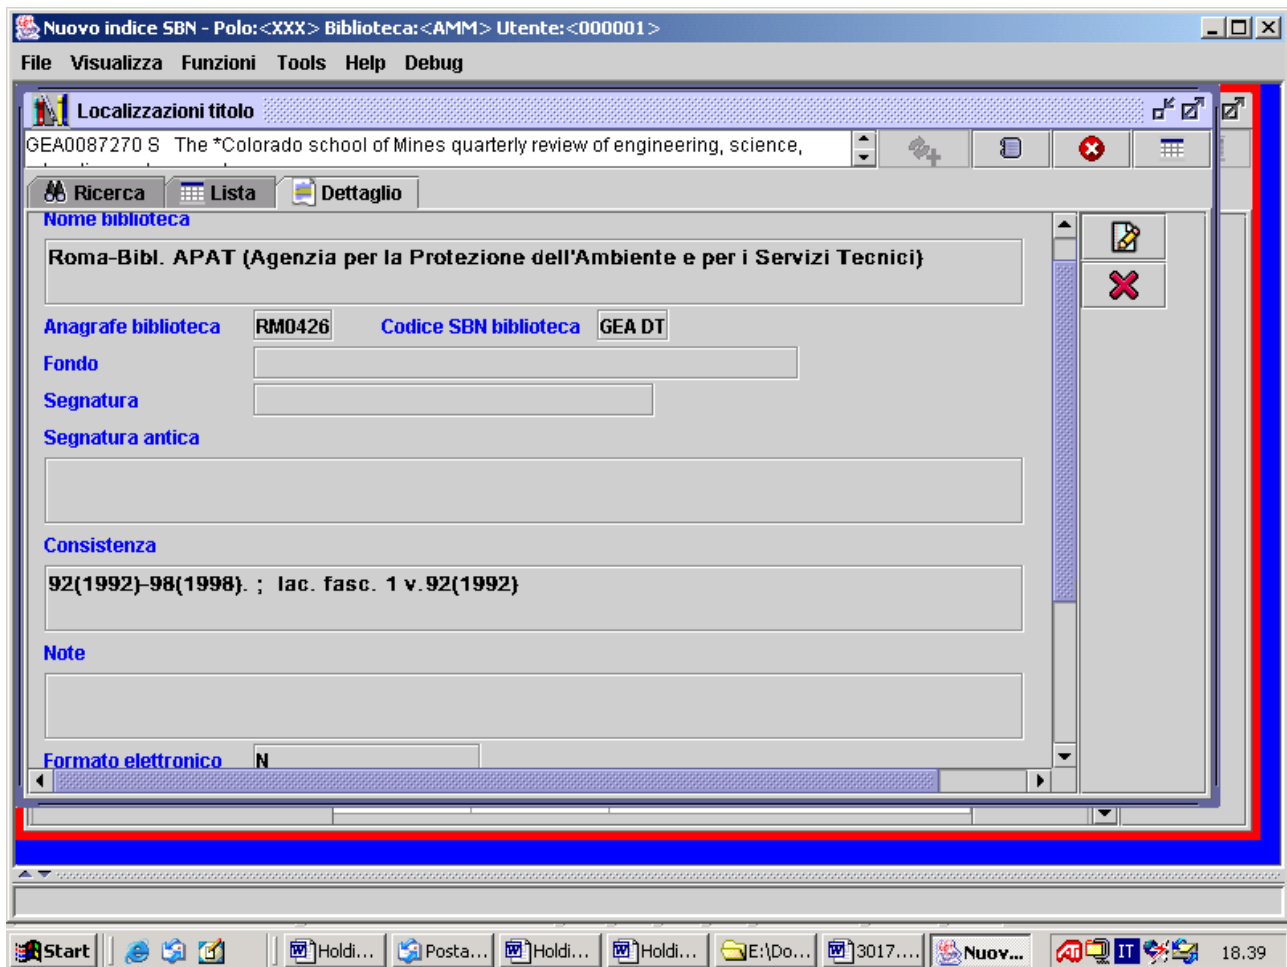 Nuovo indice SBN - Polo:<XXX> Biblioteca:<AMM> Utente:<000001>
File Visualizza Funzioni Tools Help Debug
Localizzazioni titolo
GEA0087270 S The *Colorado school of Mines quarterly review of engineering, science,
Ricerca Lista Dettaglio
Nome biblioteca
Roma-Bibl. APAT (Agenzia per la Protezione dell'Ambiente e per i Servizi Tecnici)
Anagrafe biblioteca RM0426 Codice SBN biblioteca GEA DT
Fondo
Segnatura
Segnatura antica
Consistenza
92(1992)-98(1998). ; lac. fasc. 1 v.92(1992)
Note
Formato elettronico N
Start Holdi... Posta... Holdi... Holdi... E:\Do... 3017.... Nuov... IT 18.39